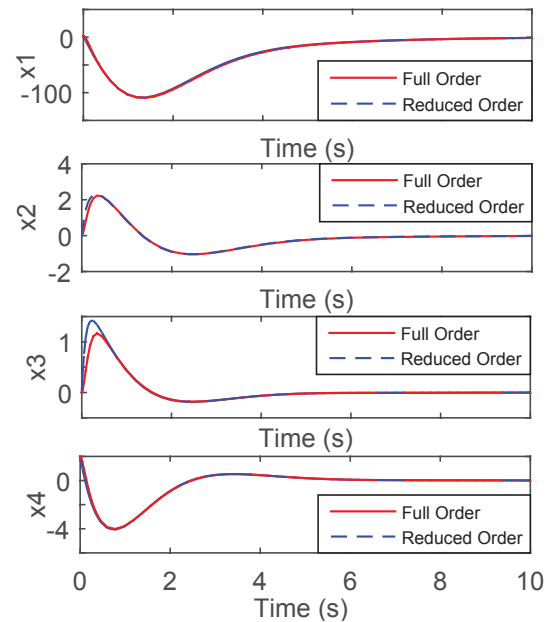 0
-100
x1
Full Order
Reduced Order
Time (s)
4
2
0
-2
x2
Full Order
Reduced Order
Time (s)
1
0
x3
Full Order
Reduced Order
Time (s)
0
-4
x4
Full Order
Reduced Order
0 2 4 6 8 10
Time (s)